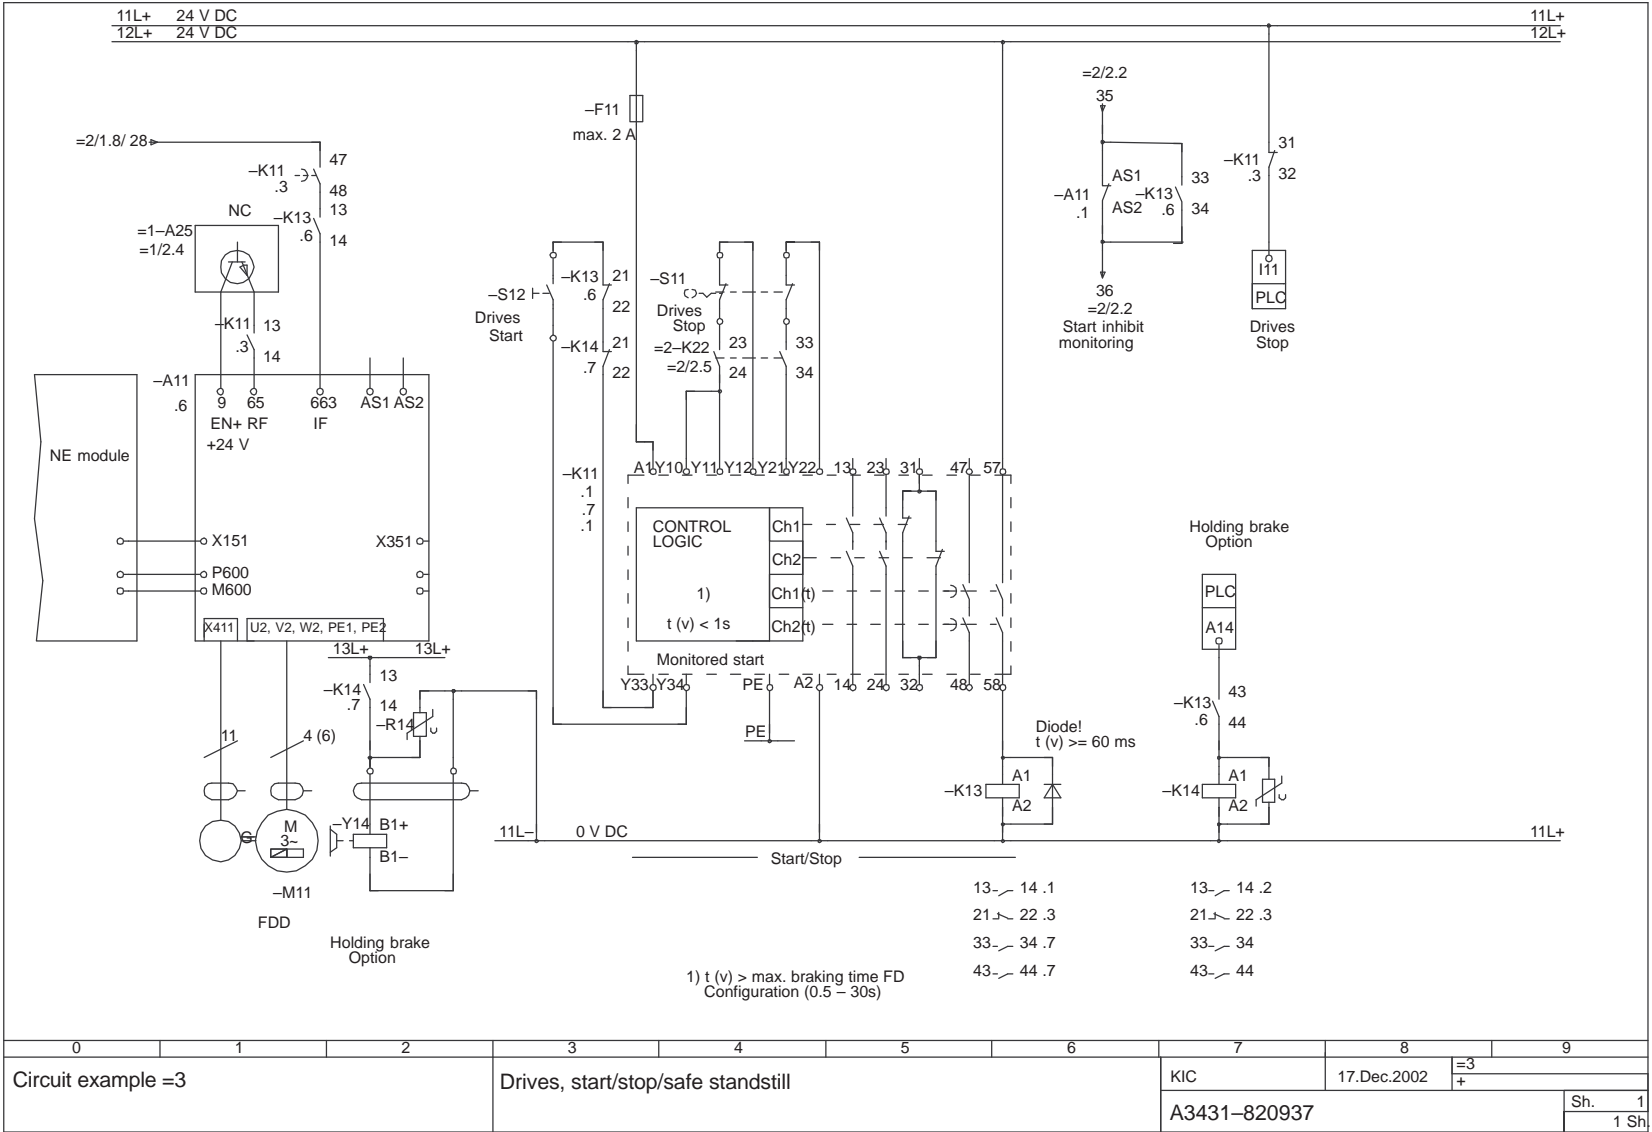 11L+ 24 V DC 11L+
12L+ 24 V DC 12L+
=2/2.2
35
–F11
max. 2 A
=2/1.8/ 28
47
–K11
.3
48
13
–K13
.6
14
NC
=1–A25
=1/2.4
–K11
.3
13
14
–A11
.6
9 65 663 AS1 AS2
EN+ RF IF
+24 V
NE module
X151
X351
P600
M600
X411
U2, V2, W2, PE1, PE2
13L+ 13L+
–K14
.7
13
14
–R14
11
4 (6)
G
M
3~
–M11
FDD
–Y14
B1+
B1–
Holding brake
Option
–S12
Drives
Start
–K13
.6
21
22
–K14
.7
21
22
–S11
Drives
Stop
=2–K22
=2/2.5
23
24
33
34
–K11
.1
.7
.1
A1 Y10 Y11 Y12 Y21 Y22 13 23 31 47 57
CONTROL
LOGIC
1)
t (v) < 1s
Ch1
Ch2
Ch1(t)
Ch2(t)
Monitored start
Y33 Y34 PE A2 14 24 32 48 58
PE
11L– 0 V DC 11L+
Start/Stop
1) t (v) > max. braking time FD
Configuration (0.5 – 30s)
Diode!
t (v) >= 60 ms
–K13
A1
A2
13 14 .1
21 22 .3
33 34 .7
43 44 .7
–A11
.1
AS1
AS2
–K13
.6
33
34
36
=2/2.2
Start inhibit
monitoring
–K11
.3
31
32
I11
PLC
Drives
Stop
Holding brake
Option
PLC
A14
–K13
.6
43
44
–K14
A1
A2
13 14 .2
21 22 .3
33 34
43 44
0 1 2 3 4 5 6 7 8 9
Circuit example =3
Drives, start/stop/safe standstill
KIC
17.Dec.2002
=3
+
A3431–820937
Sh. 1
1 Sh